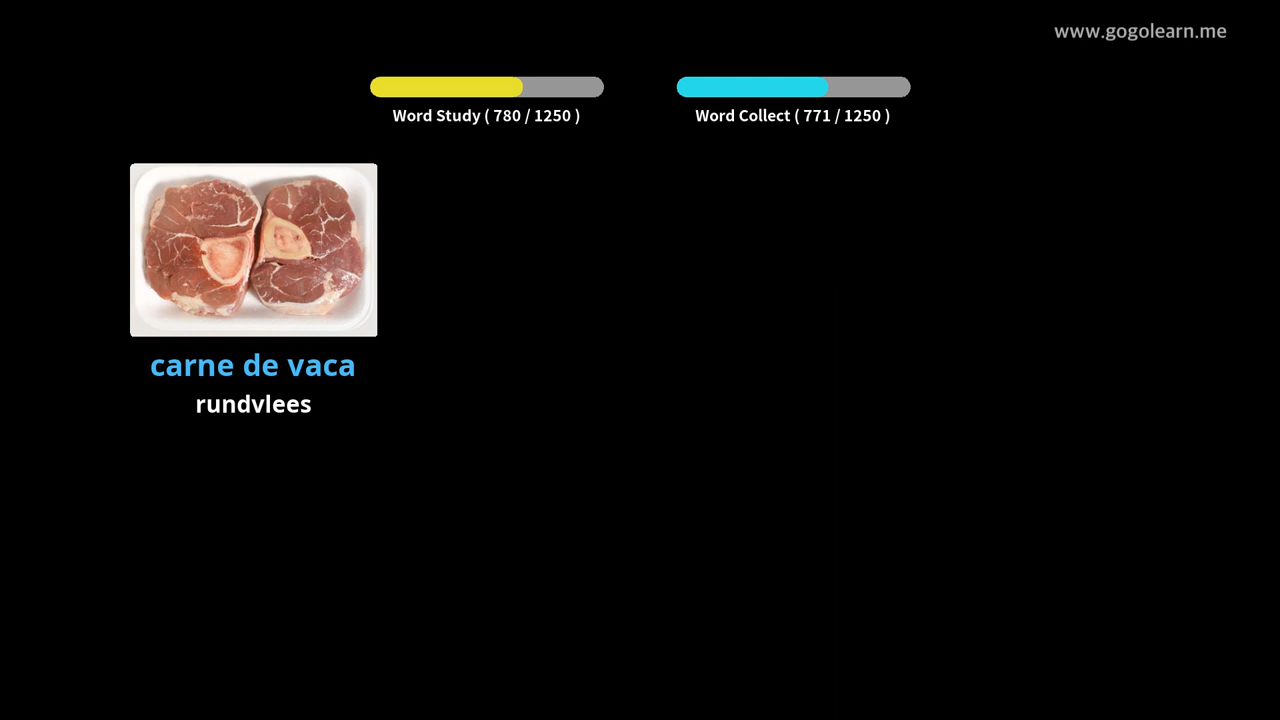 www.gogolearn.me
Word Study ( 780 / 1250 )
Word Collect ( 771 / 1250 )
carne de vaca
rundvlees